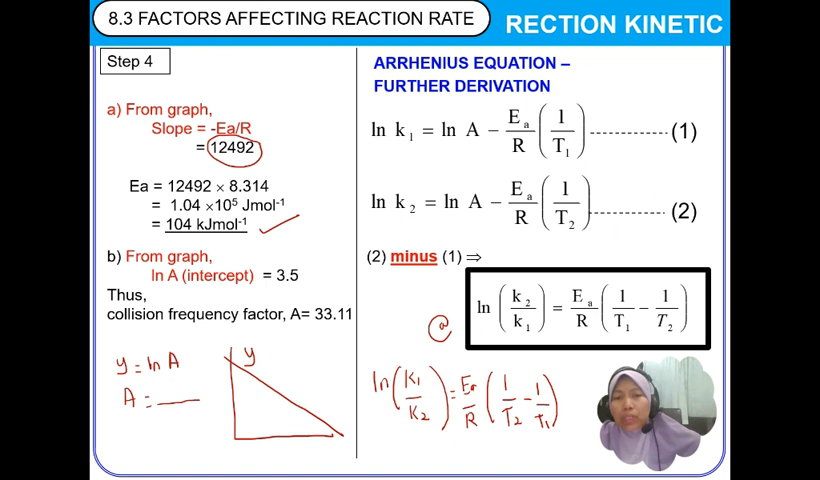 8.3 FACTORS AFFECTING REACTION RATE
RECTION KINETIC
Step 4
a) From graph,
Slope = -Ea/R
= 12492
Ea = 12492 × 8.314
= 1.04 ×10⁵ Jmol⁻¹
= 104 kJmol⁻¹
b) From graph,
ln A (intercept) = 3.5
Thus,
collision frequency factor, A= 33.11
y = ln A
A = ___
y
ARRHENIUS EQUATION –
FURTHER DERIVATION
ln k₁ = ln A − Eₐ/R (1/T₁) ----------- (1)
ln k₂ = ln A − Eₐ/R (1/T₂) ----------- (2)
(2) minus (1) ⇒
ln (k₂/k₁) = Eₐ/R (1/T₁ − 1/T₂)
@
ln (K₁/K₂) = Eₐ/R (1/T₂ − 1/T₁)